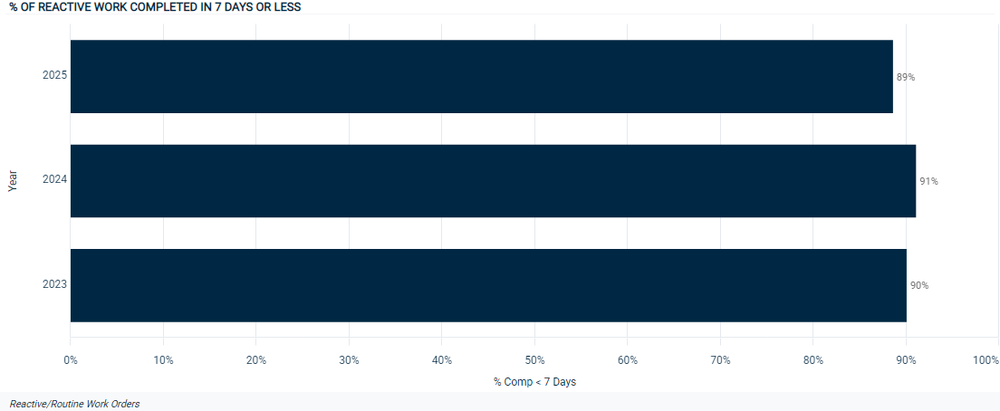 % OF REACTIVE WORK COMPLETED IN 7 DAYS OR LESS
2025
89%
Year
2024
91%
2023
90%
0% 10% 20% 30% 40% 50% 60% 70% 80% 90% 100%
% Comp < 7 Days
Reactive/Routine Work Orders